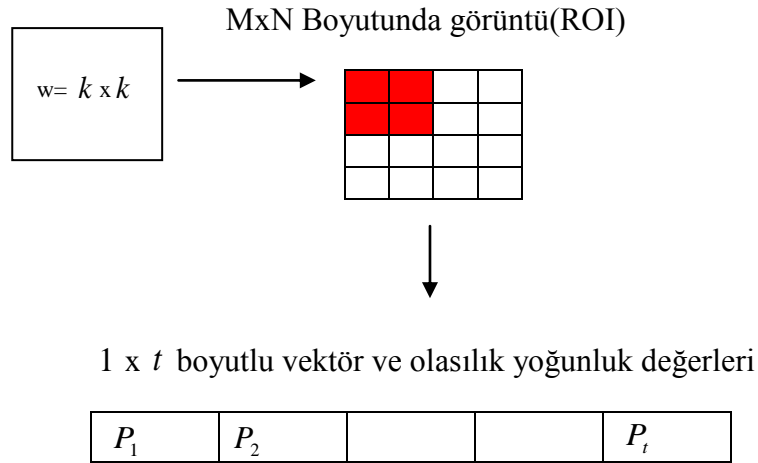 MxN Boyutunda görüntü(ROI)
w= k x k
1 x t boyutlu vektör ve olasılık yoğunluk değerleri
P₁ P₂ Pₜ